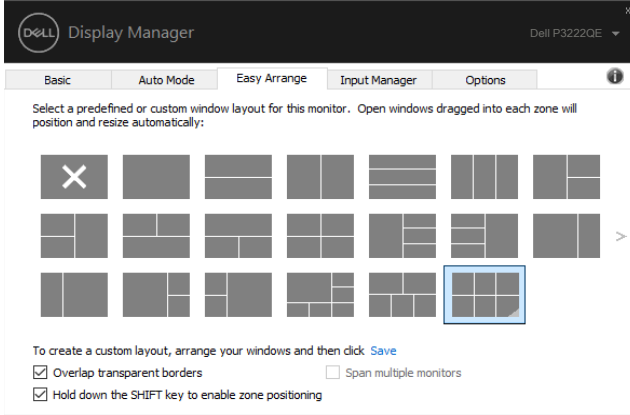 DELL Display Manager
Dell P3222QE
Basic Auto Mode Easy Arrange Input Manager Options
Select a predefined or custom window layout for this monitor. Open windows dragged into each zone will
position and resize automatically:
To create a custom layout, arrange your windows and then click Save
Overlap transparent borders
Span multiple monitors
Hold down the SHIFT key to enable zone positioning